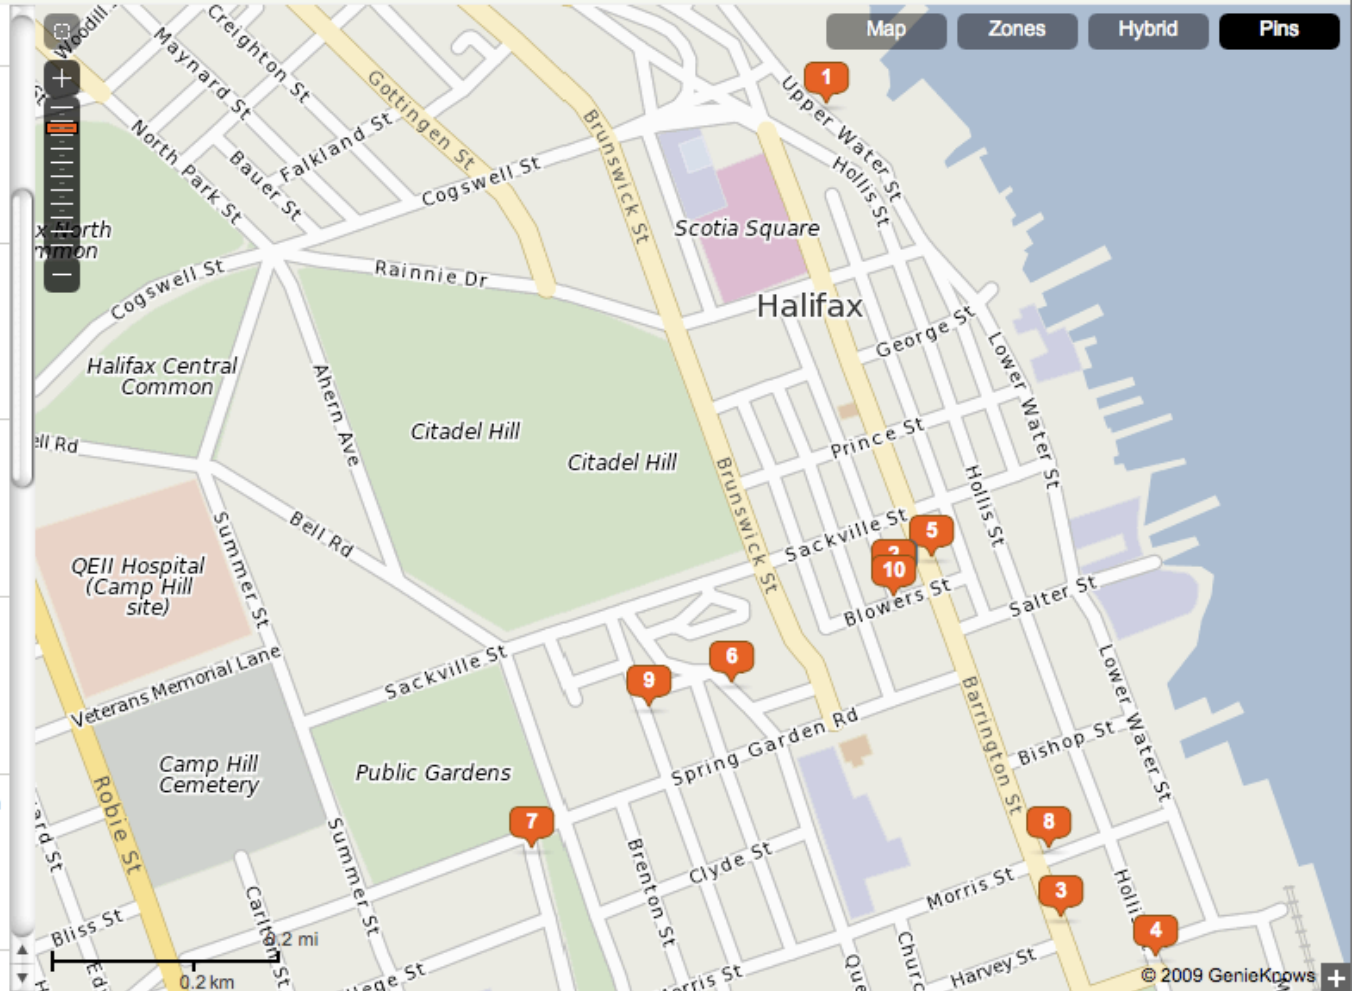 Map
Zones
Hybrid
Pins
Woodill
Creighton St
Maynard St
Gottingen St
Brunswick St
1
Upper Water St
North Park St
Bauer St
Falkland St
Cogswell St
Hollis St
Scotia Square
Cogswell St
Rainnie Dr
Halifax
George St
Halifax Central
Common
Ahern Ave
Lower Water St
Citadel Hill
Citadel Hill
Prince St
Brunswick St
Hollis St
Sackville St
Summer St
Bell Rd
5
10
QEII Hospital
(Camp Hill
site)
Blowers St
Salter St
Veterans Memorial Lane
Sackville St
6
9
Lower Water St
Barrington St
Bishop St
Spring Garden Rd
Camp Hill
Cemetery
Public Gardens
Robie St
7
8
Summer St
Brenton St
Clyde St
Morris St
3
Carlton St
Bliss St
4
Harvey St
0.2 mi
0.2 km
© 2009 GenieKnows